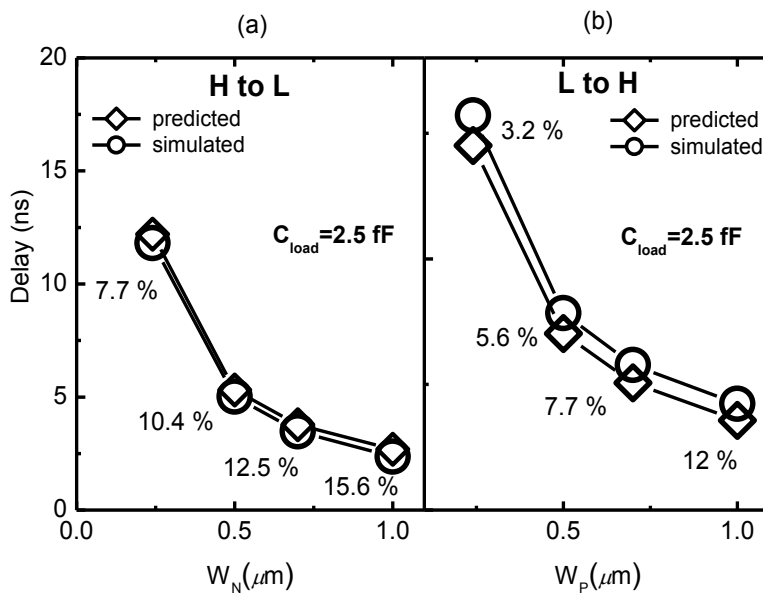 (a)
(b)
H to L
L to H
predicted
simulated
predicted
simulated
3.2 %
C_load=2.5 fF
C_load=2.5 fF
7.7 %
10.4 %
12.5 %
15.6 %
5.6 %
7.7 %
12 %
Delay (ns)
20
15
10
5
0
0.0
0.5
1.0
0.5
1.0
W_N(μm)
W_P(μm)